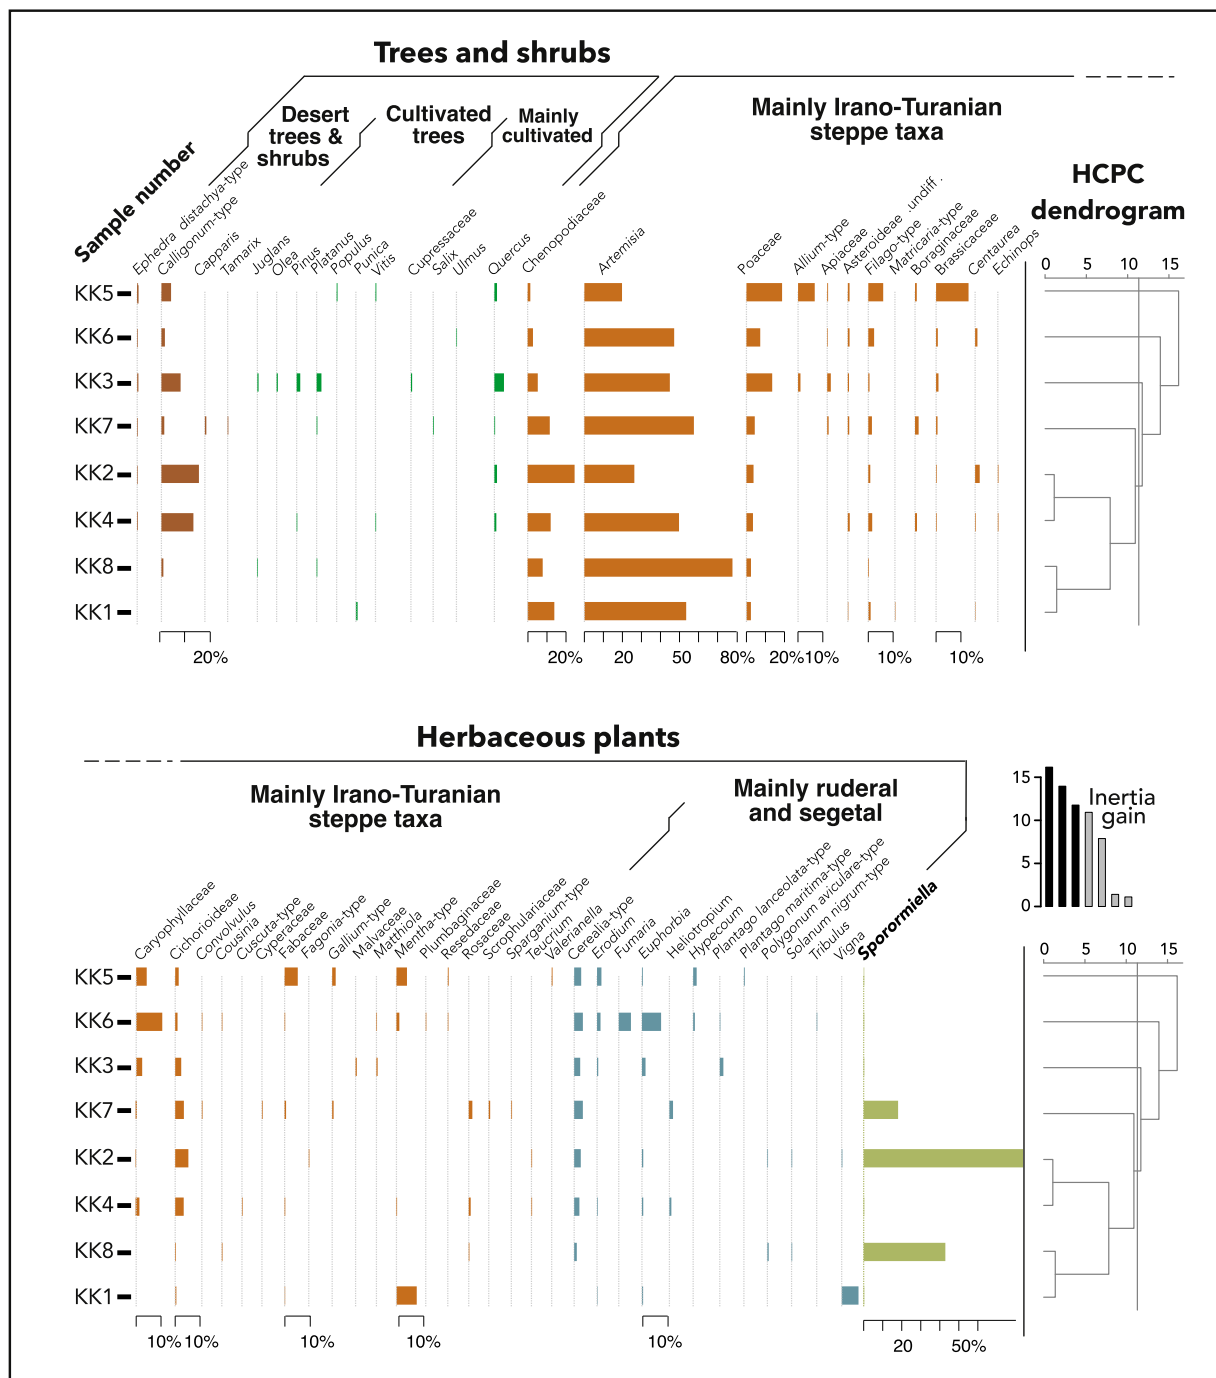 Trees and shrubs
Desert
trees &
shrubs
Cultivated
trees
Mainly
cultivated
Mainly Irano-Turanian
steppe taxa
HCPC
dendrogram
Sample number
Ephedra distachya-type
Calligonum-type
Capparis
Tamarix
Juglans
Olea
Pinus
Platanus
Populus
Punica
Vitis
Cupressaceae
Salix
Ulmus
Quercus
Chenopodiaceae
Artemisia
Poaceae
Allium-type
Apiaceae
Asteroideae .undiff .
Filago-type
Matricaria-type
Boraginaceae
Brassicaceae
Centaurea
Echinops
0 5 10 15
KK5
KK6
KK3
KK7
KK2
KK4
KK8
KK1
20% 20% 20 50 80% 20% 10% 10% 10%
Herbaceous plants
Mainly Irano-Turanian
steppe taxa
Mainly ruderal
and segetal
15
10
5
0
Inertia
gain
Caryophyllaceae
Cichorioideae
Convolvulus
Cousinia
Cuscuta-type
Cyperaceae
Fabaceae
Fagonia-type
Gallium-type
Malvaceae
Matthiola
Mentha-type
Plumbaginaceae
Resedaceae
Rosaceae
Scrophulariaceae
Sparganium-type
Teucrium
Valerianella
Cerealia-type
Erodium
Fumaria
Euphorbia
Heliotropium
Hypecoum
Plantago lanceolata-type
Plantago maritima-type
Polygonum aviculare-type
Solanum nigrum-type
Tribulus
Vigna
Sporormiella
0 5 10 15
KK5
KK6
KK3
KK7
KK2
KK4
KK8
KK1
10% 10% 10% 10% 10% 20 50%